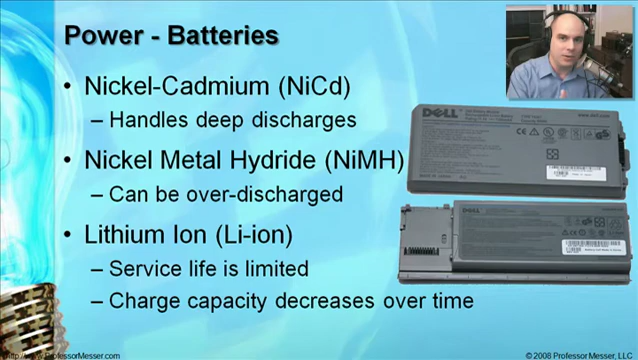 Power - Batteries
• Nickel-Cadmium (NiCd)
– Handles deep discharges
• Nickel Metal Hydride (NiMH)
– Can be over-discharged
• Lithium Ion (Li-ion)
– Service life is limited
– Charge capacity decreases over time
DELL
DELL
http://www.ProfessorMesser.com
© 2008 Professor Messer, LLC